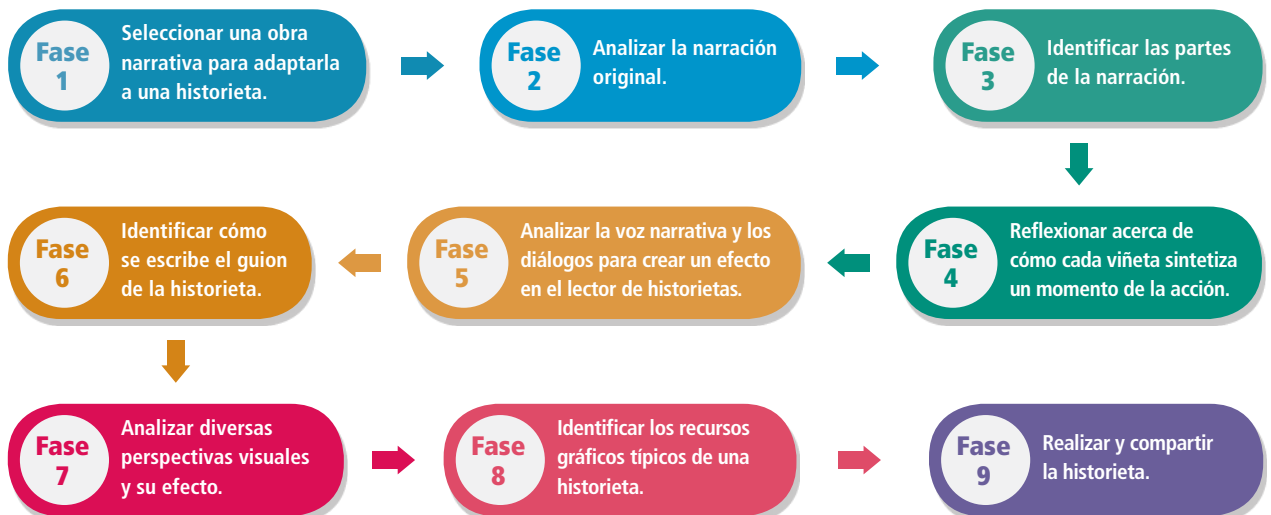 Fase
1
Seleccionar una obra
narrativa para adaptarla
a una historieta.
Fase
2
Analizar la narración
original.
Fase
3
Identificar las partes
de la narración.
Fase
4
Reflexionar acerca de
cómo cada viñeta sintetiza
un momento de la acción.
Fase
5
Analizar la voz narrativa y los
diálogos para crear un efecto
en el lector de historietas.
Fase
6
Identificar cómo
se escribe el guion
de la historieta.
Fase
7
Analizar diversas
perspectivas visuales
y su efecto.
Fase
8
Identificar los recursos
gráficos típicos de una
historieta.
Fase
9
Realizar y compartir
la historieta.